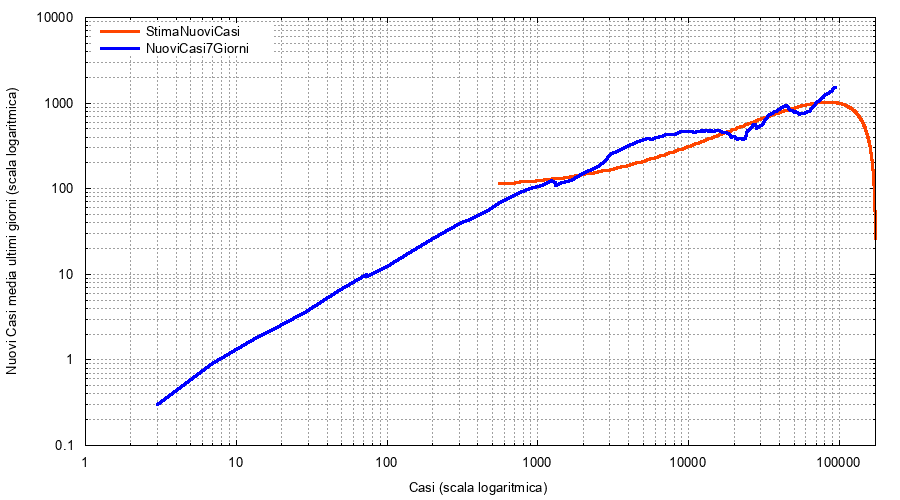 10000
1000
100
10
1
0.1
StimaNuoviCasi
NuoviCasi7Giorni
Nuovi Casi media ultimi giorni (scala logaritmica)
1 10 100 1000 10000 100000
Casi (scala logaritmica)